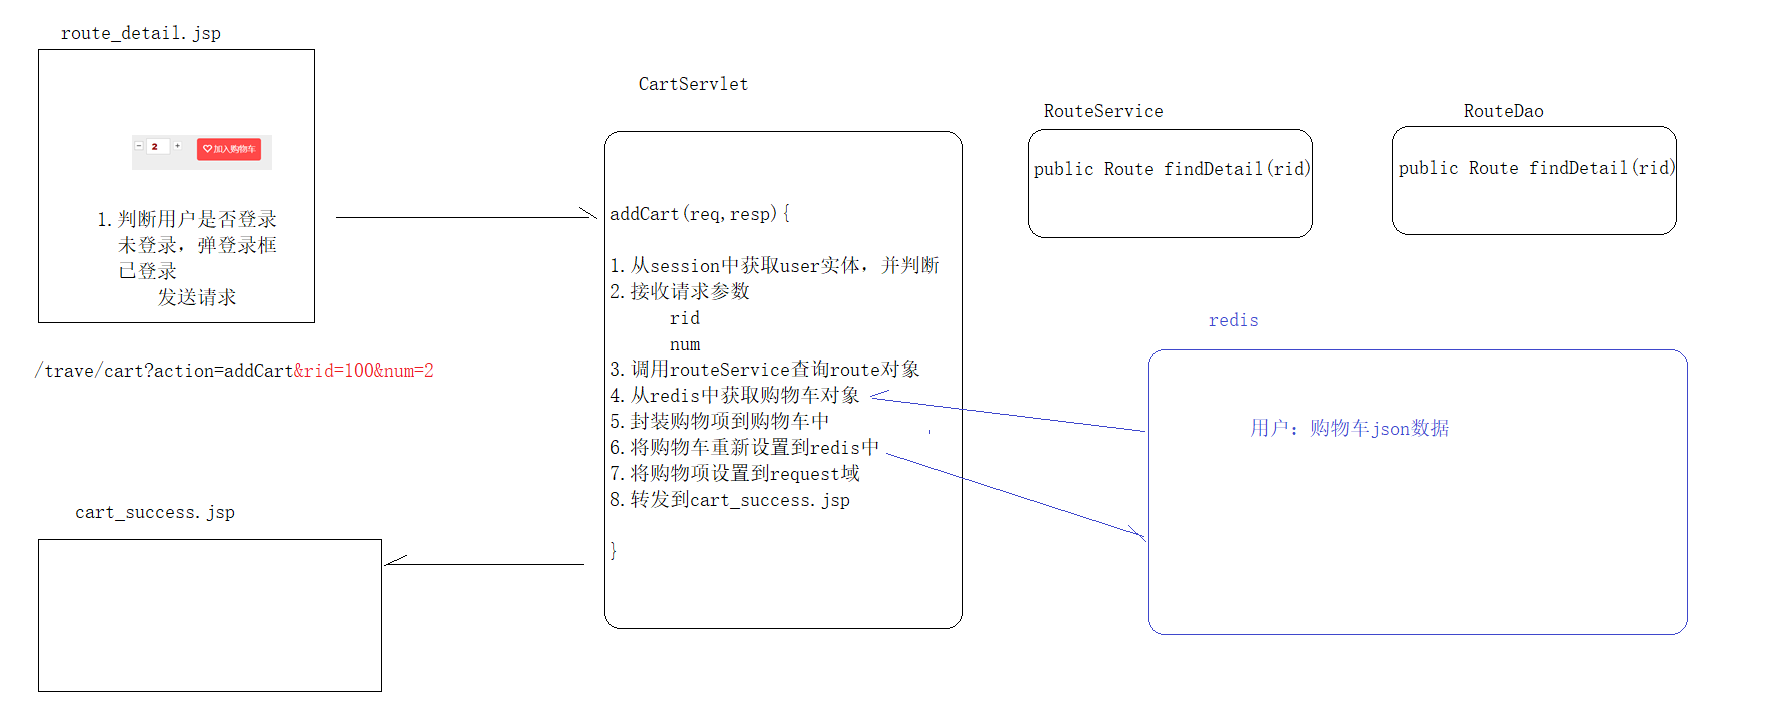 route_detail.jsp
- 2 + ♡加入购物车
1.判断用户是否登录
未登录，弹登录框
已登录
发送请求
/trave/cart?action=addCart&rid=100&num=2
cart_success.jsp
CartServlet
addCart(req,resp){
1.从session中获取user实体，并判断
2.接收请求参数
rid
num
3.调用routeService查询route对象
4.从redis中获取购物车对象
5.封装购物项到购物车中
6.将购物车重新设置到redis中
7.将购物项设置到request域
8.转发到cart_success.jsp
}
RouteService
public Route findDetail(rid)
RouteDao
public Route findDetail(rid)
redis
用户：购物车json数据